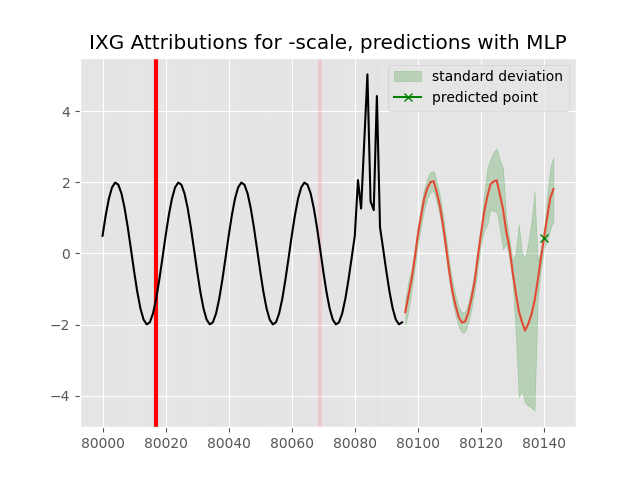 IXG Attributions for -scale, predictions with MLP
standard deviation
predicted point
4
2
0
−2
−4
80000 80020 80040 80060 80080 80100 80120 80140